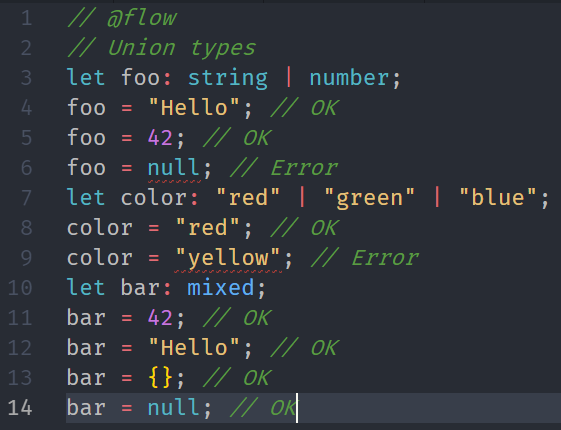 1 // @flow
2 // Union types
3 let foo: string | number;
4 foo = "Hello"; // OK
5 foo = 42; // OK
6 foo = null; // Error
7 let color: "red" | "green" | "blue";
8 color = "red"; // OK
9 color = "yellow"; // Error
10 let bar: mixed;
11 bar = 42; // OK
12 bar = "Hello"; // OK
13 bar = {}; // OK
14 bar = null; // OK